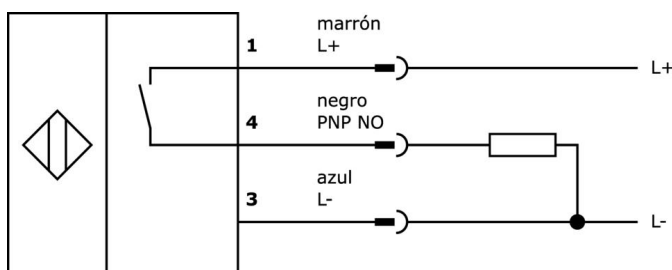 marrón
1 L+
L+
negro
4 PNP NO
azul
3 L-
L-